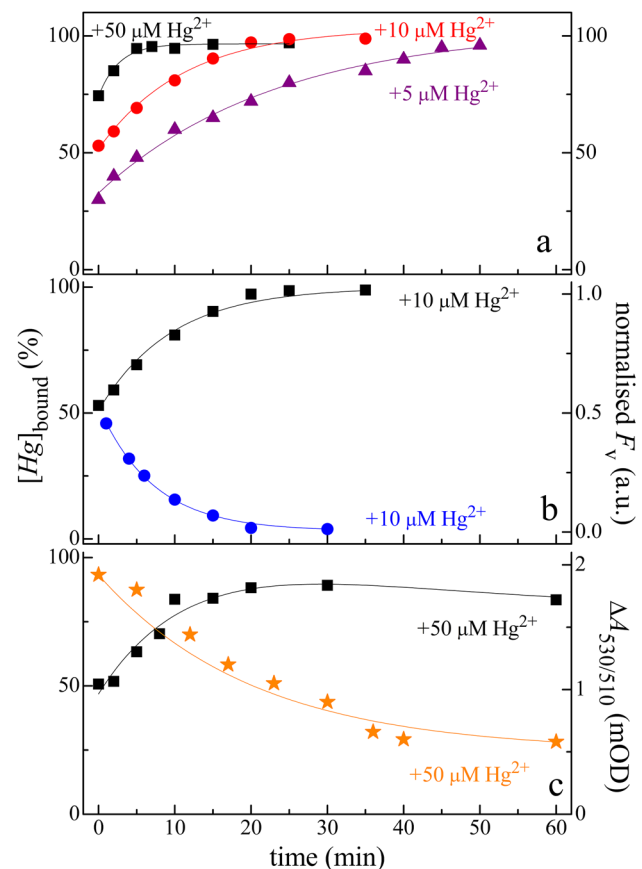 +50 μM Hg²⁺
+10 μM Hg²⁺
+5 μM Hg²⁺
100
50
0
100
50
0
a
+10 μM Hg²⁺
+10 μM Hg²⁺
100
50
0
1.0
0.5
0.0
b
[Hg]bound (%)
normalised Fv (a.u.)
+50 μM Hg²⁺
+50 μM Hg²⁺
100
50
0
2
1
0
c
ΔA530/510 (mOD)
0 10 20 30 40 50 60
time (min)